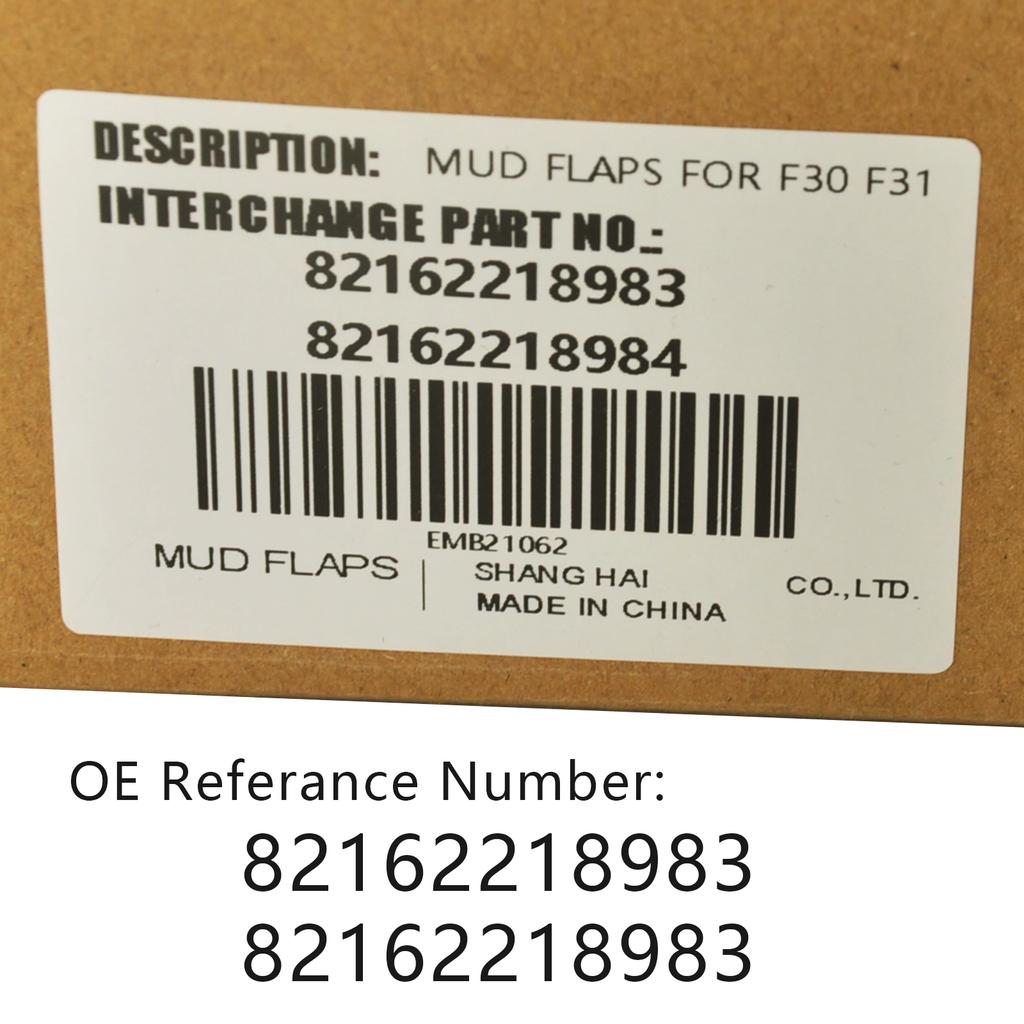 DESCRIPTION: MUD FLAPS FOR F30 F31
INTERCHANGE PART NO.:
82162218983
82162218984
EMB21062
MUD FLAPS
SHANG HAI CO.,LTD.
MADE IN CHINA
OE Referance Number:
82162218983
82162218983